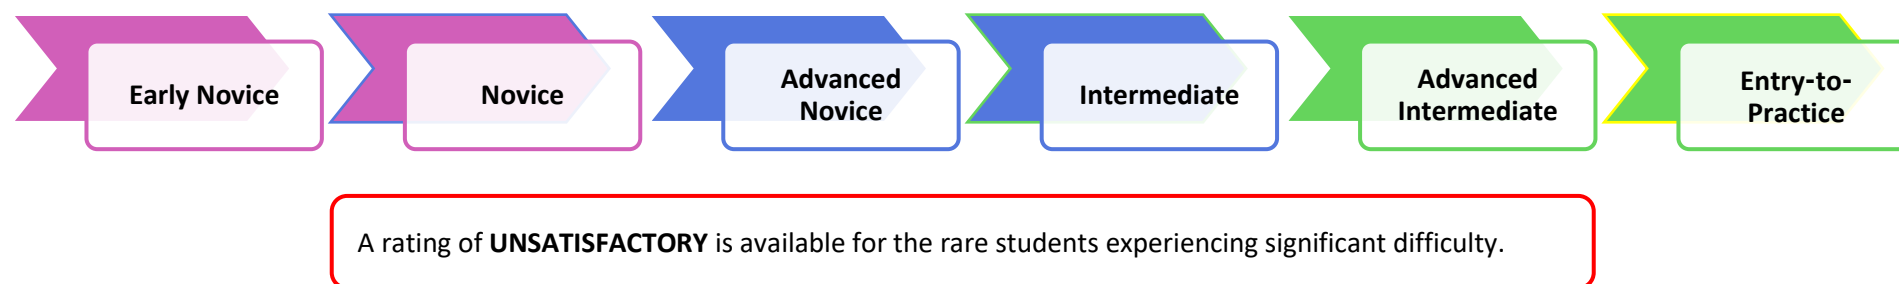 Early Novice
Novice
Advanced
Novice
Intermediate
Advanced
Intermediate
Entry-to-
Practice
A rating of UNSATISFACTORY is available for the rare students experiencing significant difficulty.